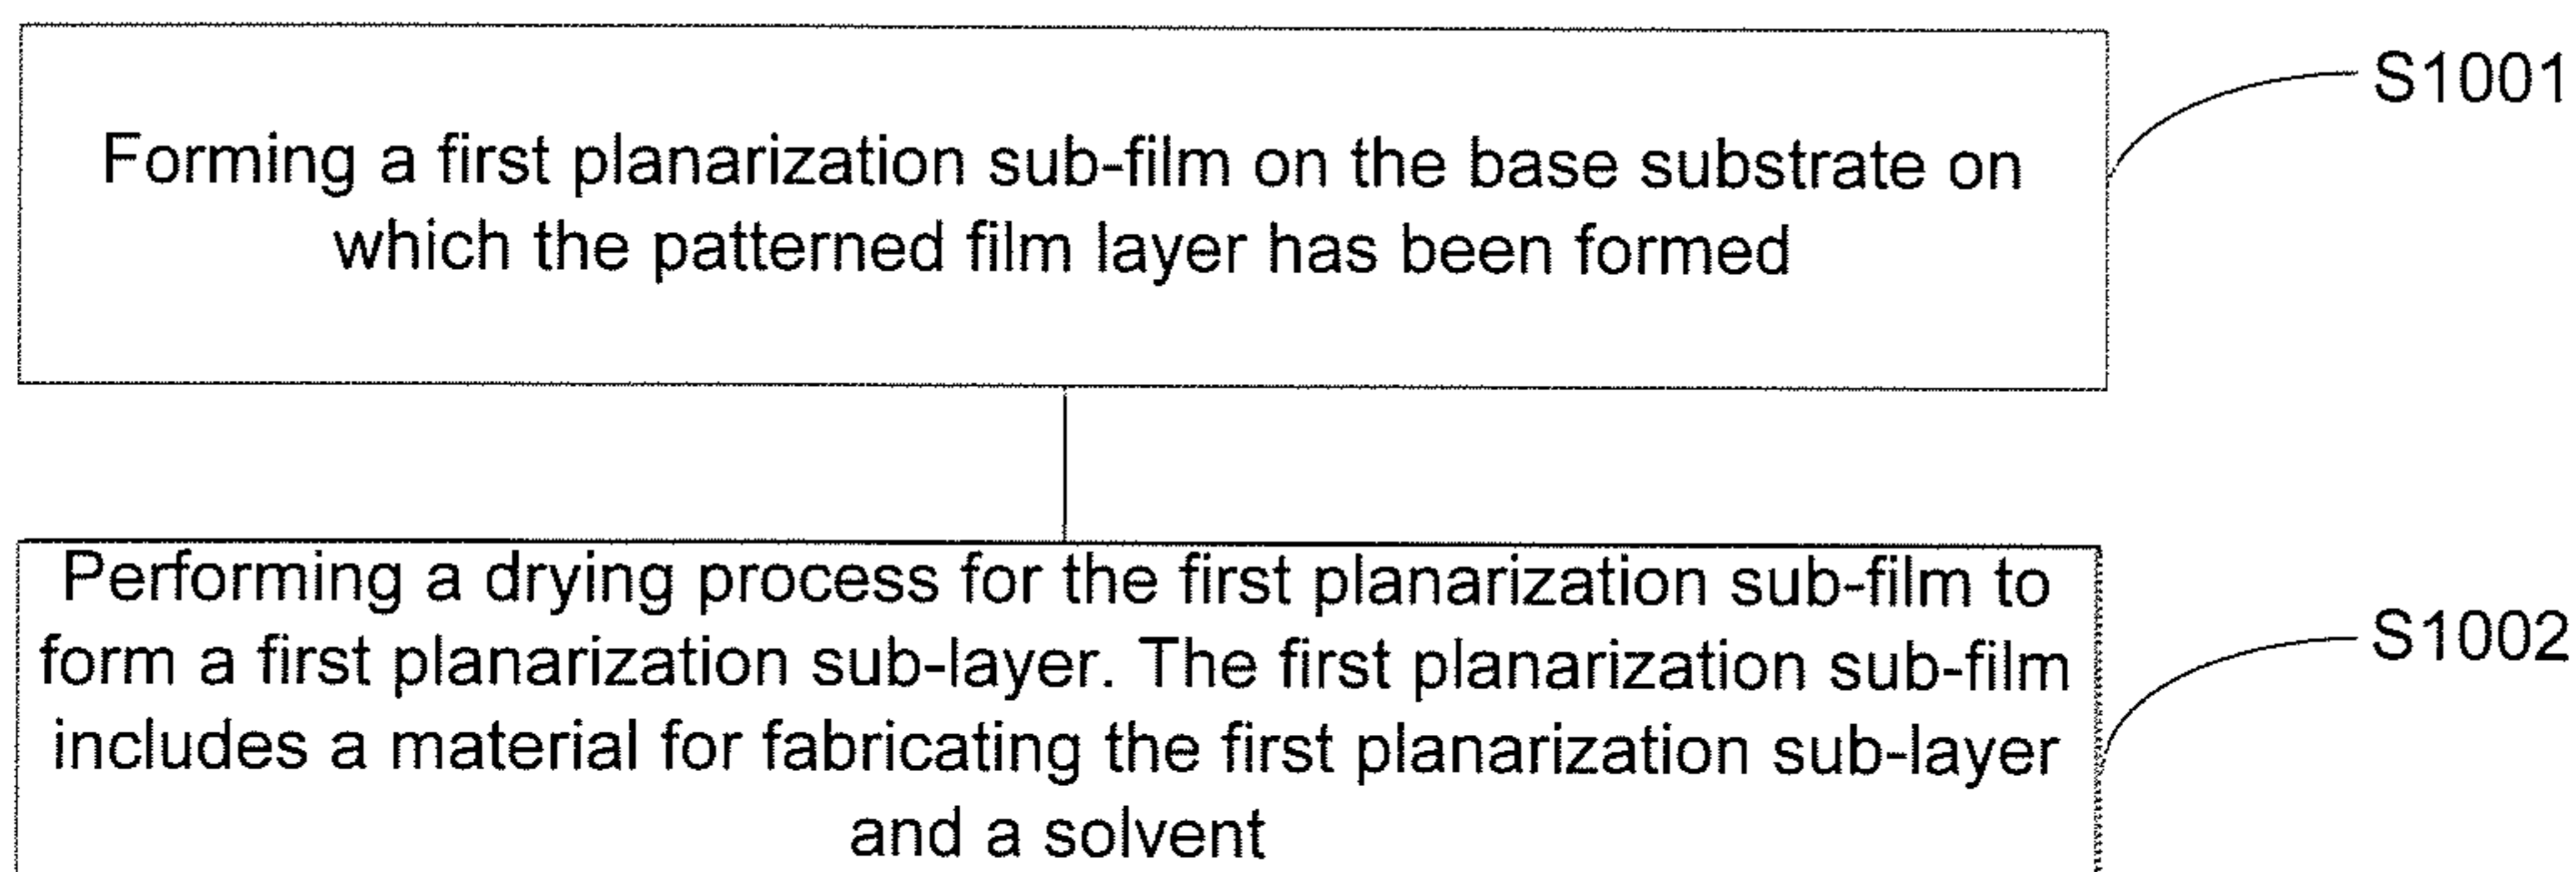 S1001
Forming a first planarization sub-film on the base substrate on
which the patterned film layer has been formed
Performing a drying process for the first planarization sub-film to
form a first planarization sub-layer. The first planarization sub-film
S1002
includes a material for fabricating the first planarization sub-layer
and a solvent